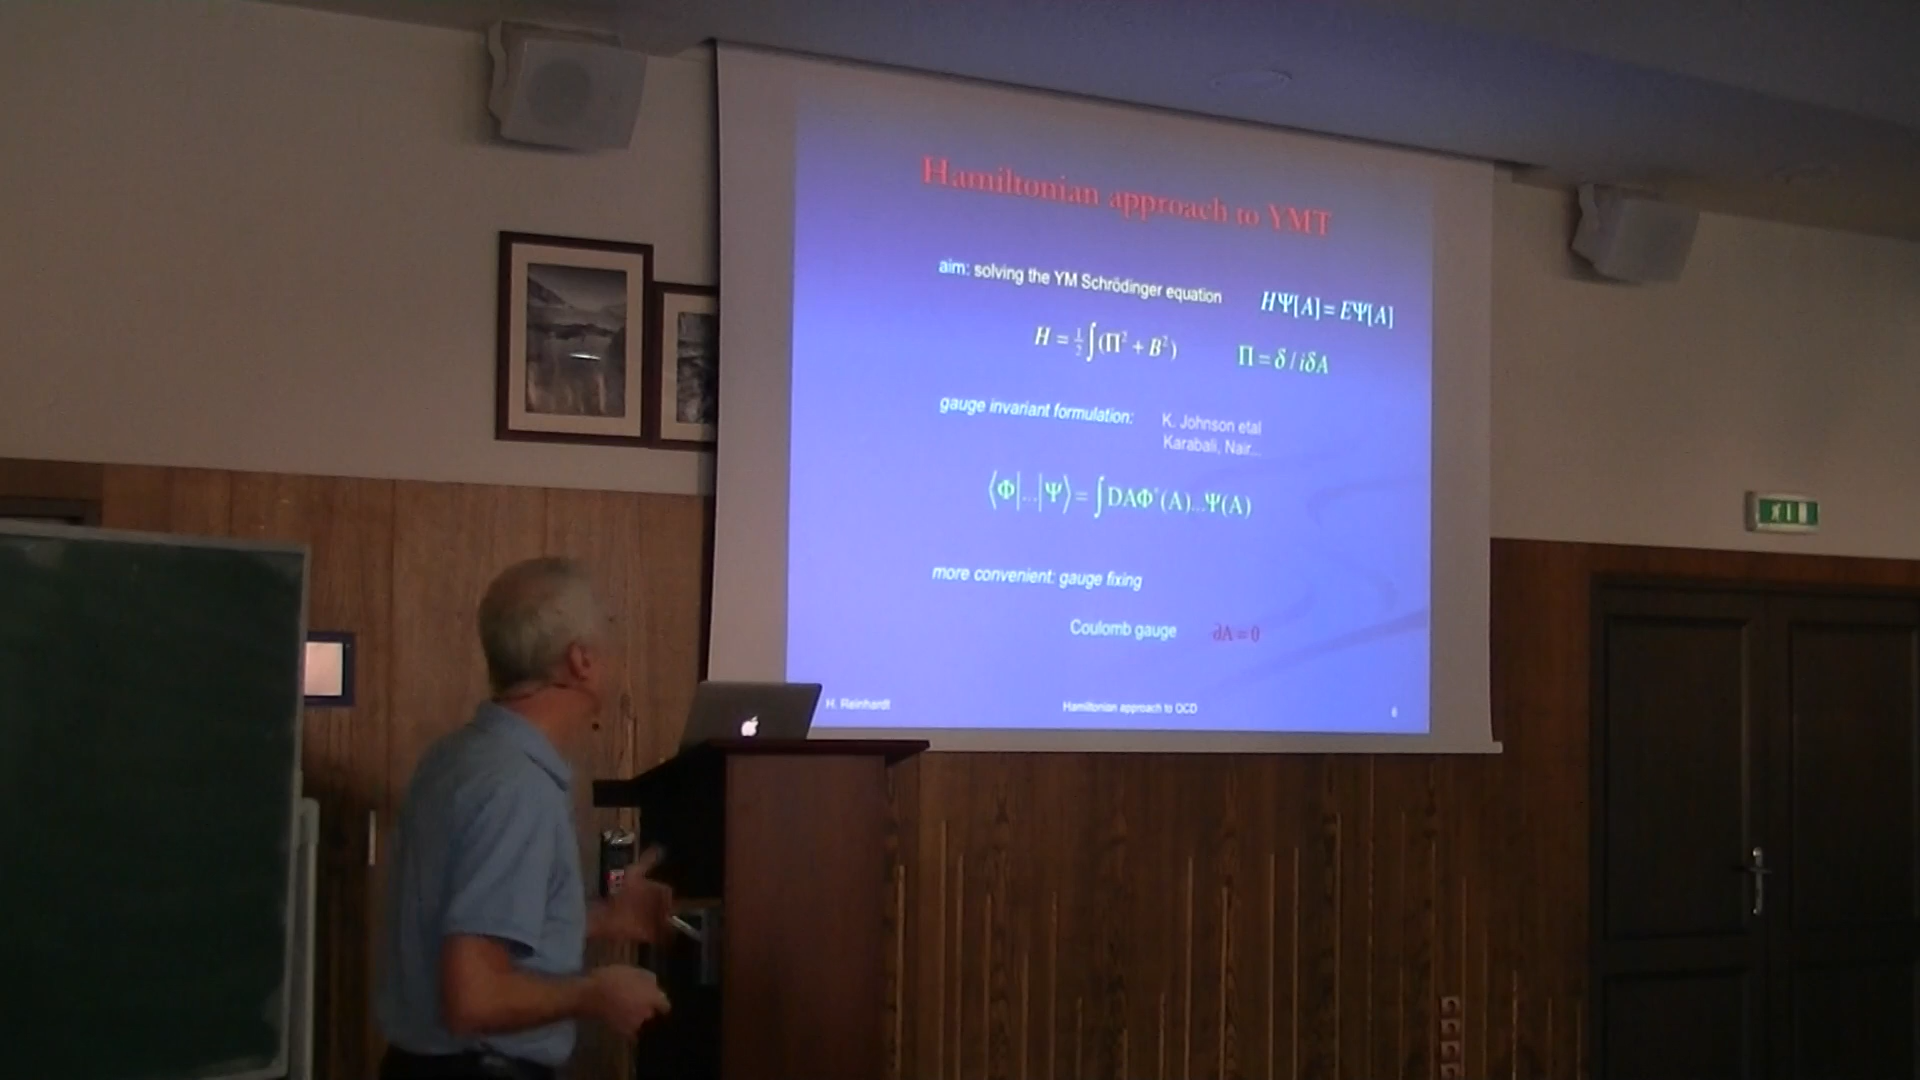 Hamiltonian approach to YMT
aim: solving the YM Schrödinger equation HΨ[A] = EΨ[A]
H = ½∫(Π² + B²) Π = δ / iδA
gauge invariant formulation: K. Johnson etal
Karabali, Nair...
⟨Φ|...|Ψ⟩ = ∫DAΦ*(A)...Ψ(A)
more convenient: gauge fixing
Coulomb gauge ∂A = 0
H. Reinhardt Hamiltonian approach to QCD 6